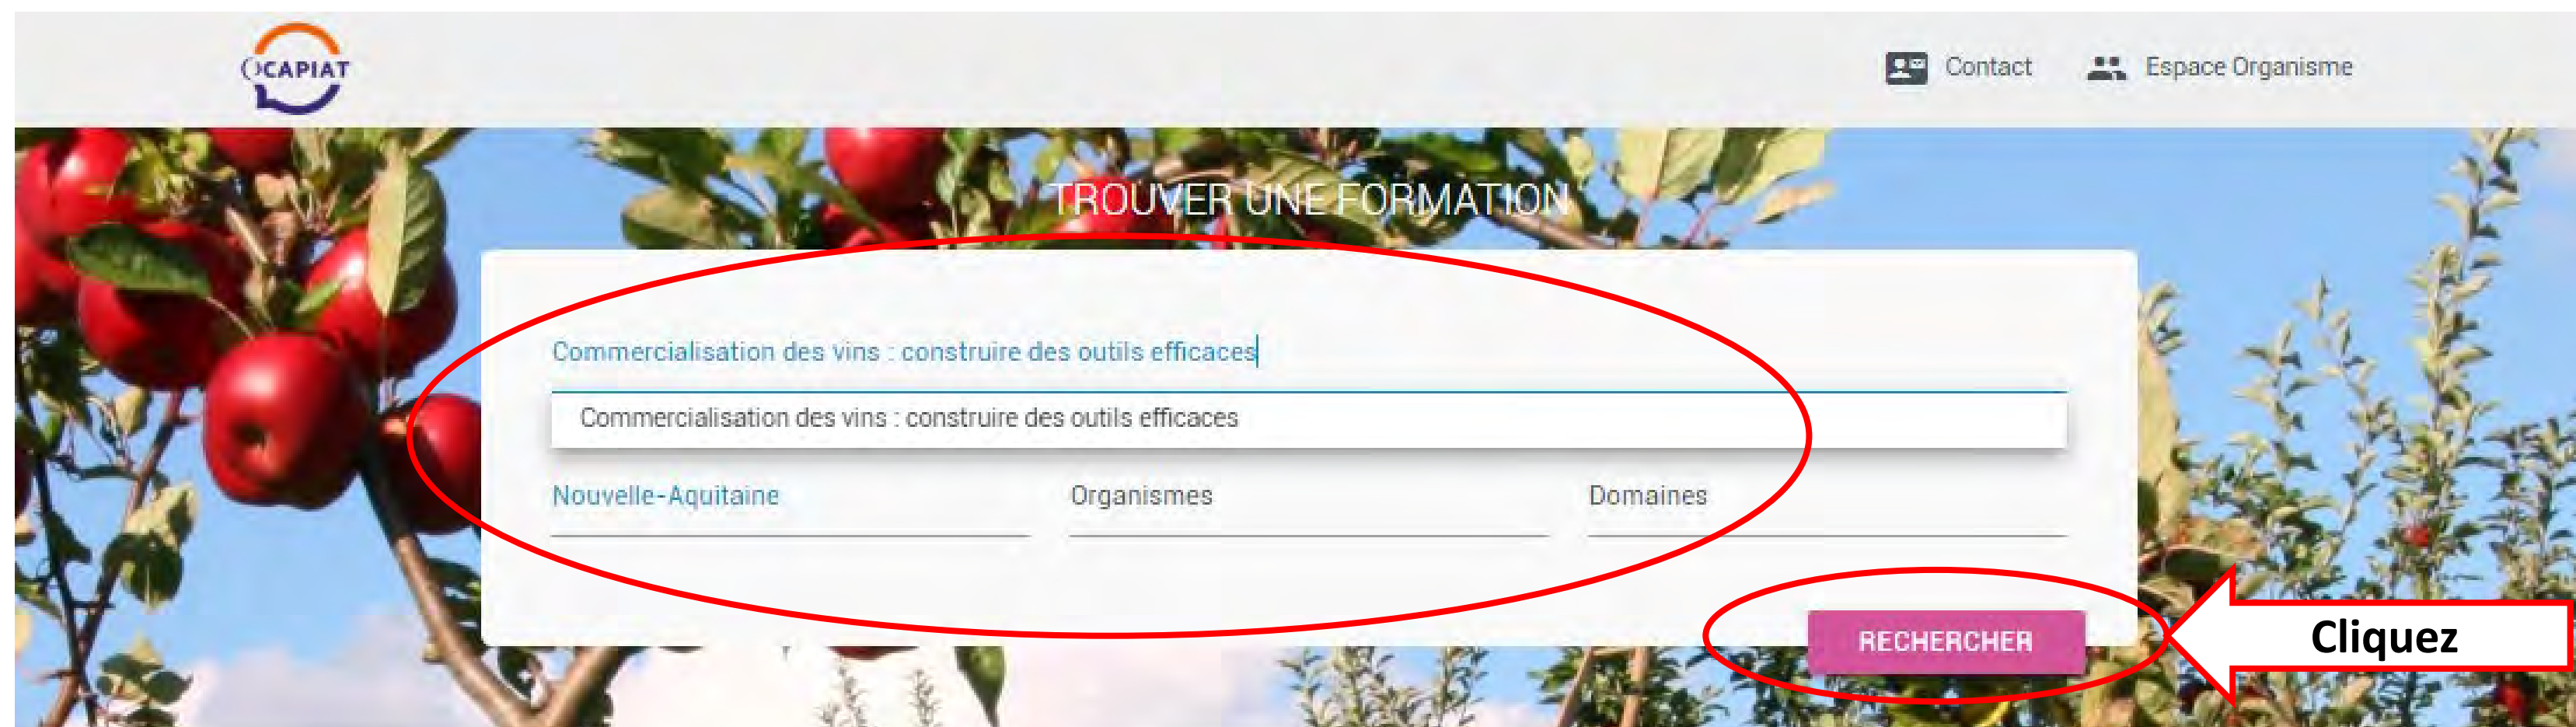 OCAPIAT
Contact
Espace Organisme
TROUVER UNE FORMATION
Commercialisation des vins : construire des outils efficaces
Commercialisation des vins : construire des outils efficaces
Nouvelle-Aquitaine
Organismes
Domaines
RECHERCHER
Cliquez